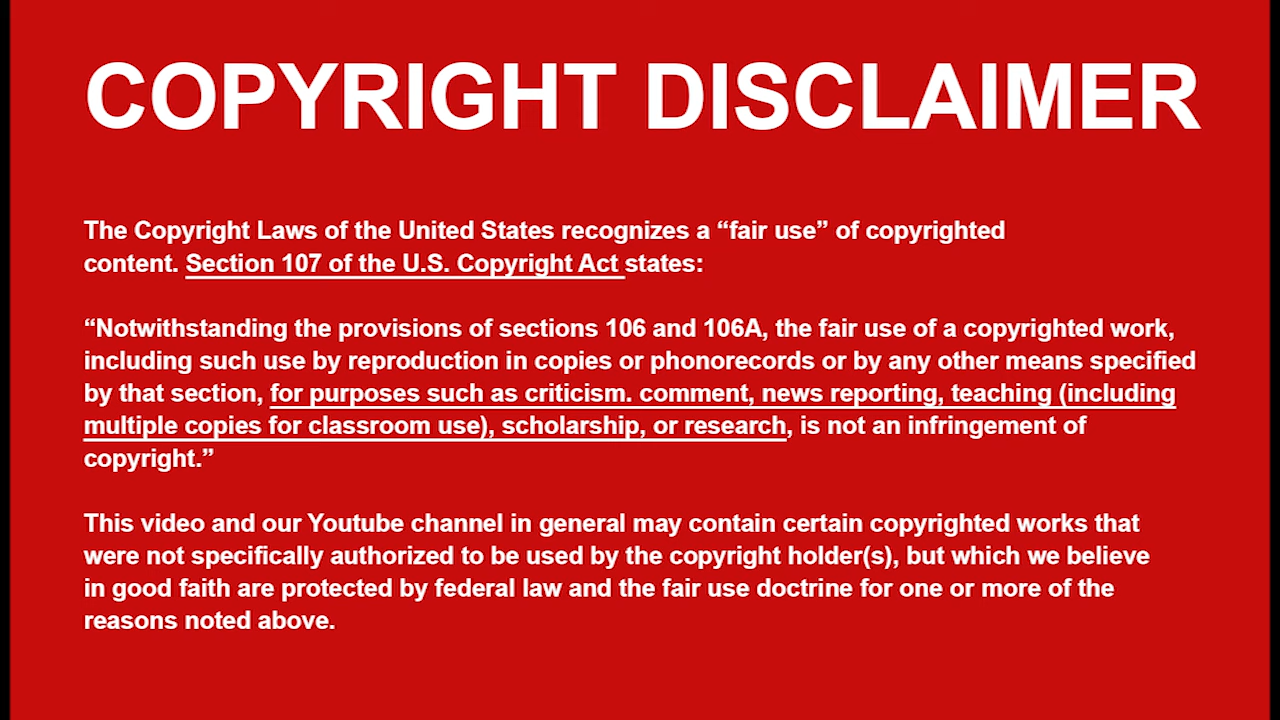 COPYRIGHT DISCLAIMER
The Copyright Laws of the United States recognizes a “fair use” of copyrighted
content. Section 107 of the U.S. Copyright Act states:
“Notwithstanding the provisions of sections 106 and 106A, the fair use of a copyrighted work,
including such use by reproduction in copies or phonorecords or by any other means specified
by that section, for purposes such as criticism. comment, news reporting, teaching (including
multiple copies for classroom use), scholarship, or research, is not an infringement of
copyright.”
This video and our Youtube channel in general may contain certain copyrighted works that
were not specifically authorized to be used by the copyright holder(s), but which we believe
in good faith are protected by federal law and the fair use doctrine for one or more of the
reasons noted above.